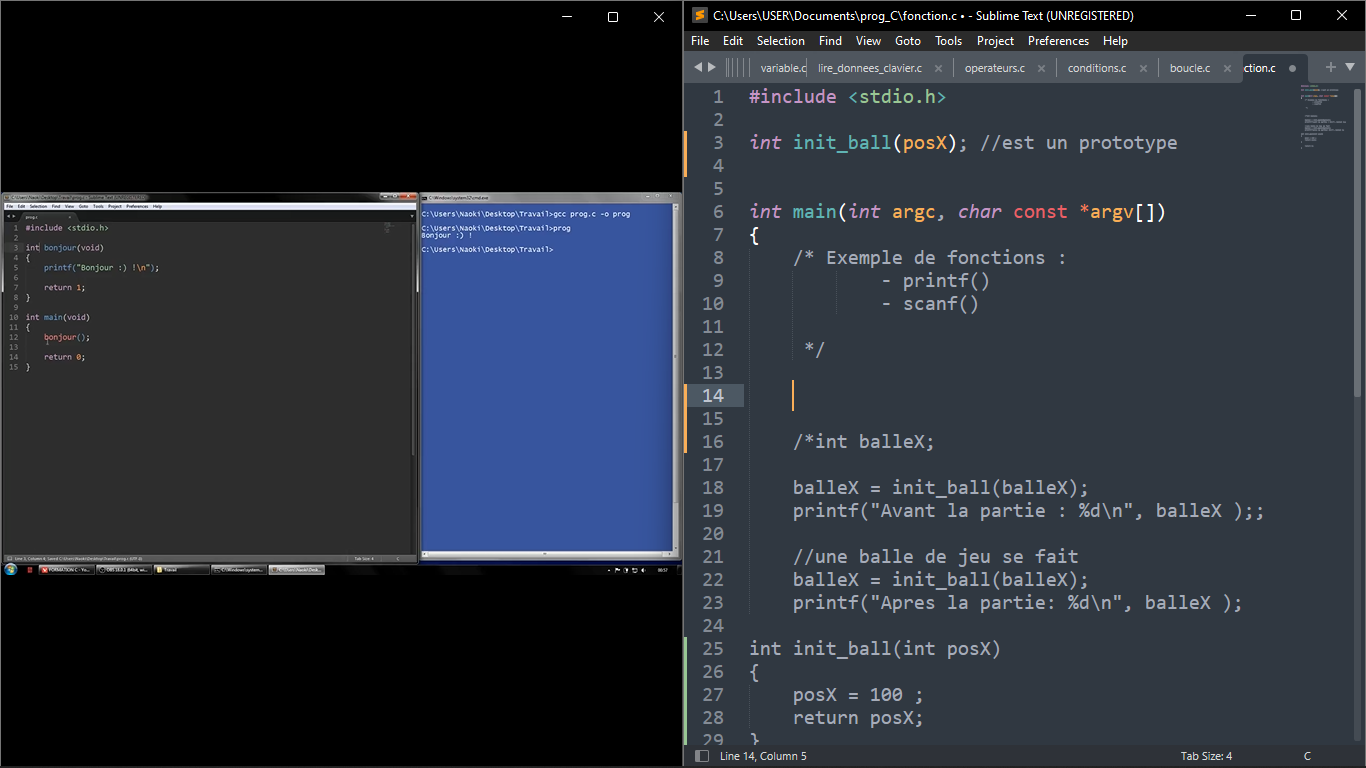 C:\Users\Naoki\Desktop\Travail\prog.c - Sublime Text (UNREGISTERED)
File Edit Selection Find View Goto Tools Project Preferences Help
prog.c ×
1 #include <stdio.h>
2
3 int bonjour(void)
4 {
5 printf("Bonjour :) !\n");
6
7 return 1;
8 }
9
10 int main(void)
11 {
12 bonjour();
13
14 return 0;
15 }
Tab Size: 4 C
C:\Windows\system32\cmd.exe
C:\Users\Naoki\Desktop\Travail>gcc prog.c -o prog
C:\Users\Naoki\Desktop\Travail>prog
Bonjour :) !
C:\Users\Naoki\Desktop\Travail>
FORMATION C - Yo...
Travail
C:\Windows\system...
00:57
C:\Users\USER\Documents\prog_C\fonction.c • - Sublime Text (UNREGISTERED)
File Edit Selection Find View Goto Tools Project Preferences Help
variable.c lire_donnees_clavier.c × operateurs.c × conditions.c × boucle.c × ction.c
1 #include <stdio.h>
2
3 int init_ball(posX); //est un prototype
4
5
6 int main(int argc, char const *argv[])
7 {
8 /* Exemple de fonctions :
9 - printf()
10 - scanf()
11
12 */
13
14
15
16 /*int balleX;
17
18 balleX = init_ball(balleX);
19 printf("Avant la partie : %d\n", balleX );;
20
21 //une balle de jeu se fait
22 balleX = init_ball(balleX);
23 printf("Apres la partie: %d\n", balleX );
24
25 int init_ball(int posX)
26 {
27 posX = 100 ;
28 return posX;
29 }
Line 14, Column 5 Tab Size: 4 C